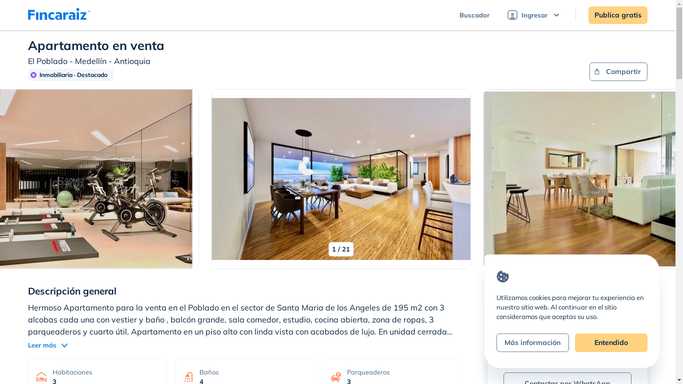 Fincaraiz
Buscador
Ingresar
Publica gratis
Apartamento en venta
El Poblado - Medellín - Antioquia
Inmobiliaria · Destacado
Compartir
1 / 21
Descripción general
Hermoso Apartamento para la venta en el Poblado en el sector de Santa Maria de los Angeles de 195 m2 con 3
alcobas cada una con vestier y baño , balcón grande, sala comedor, estudio, cocina abierta, zona de ropas, 3
parqueaderos y cuarto útil. Apartamento en un piso alto con linda vista con acabados de lujo. En unidad cerrada...
Leer más
Habitaciones
3
Baños
4
Parqueaderos
3
Utilizamos cookies para mejorar tu experiencia en
nuestro sitio web. Al continuar en el sitio
consideramos que aceptas su uso.
Más información
Entendido
Contactar por WhatsApp